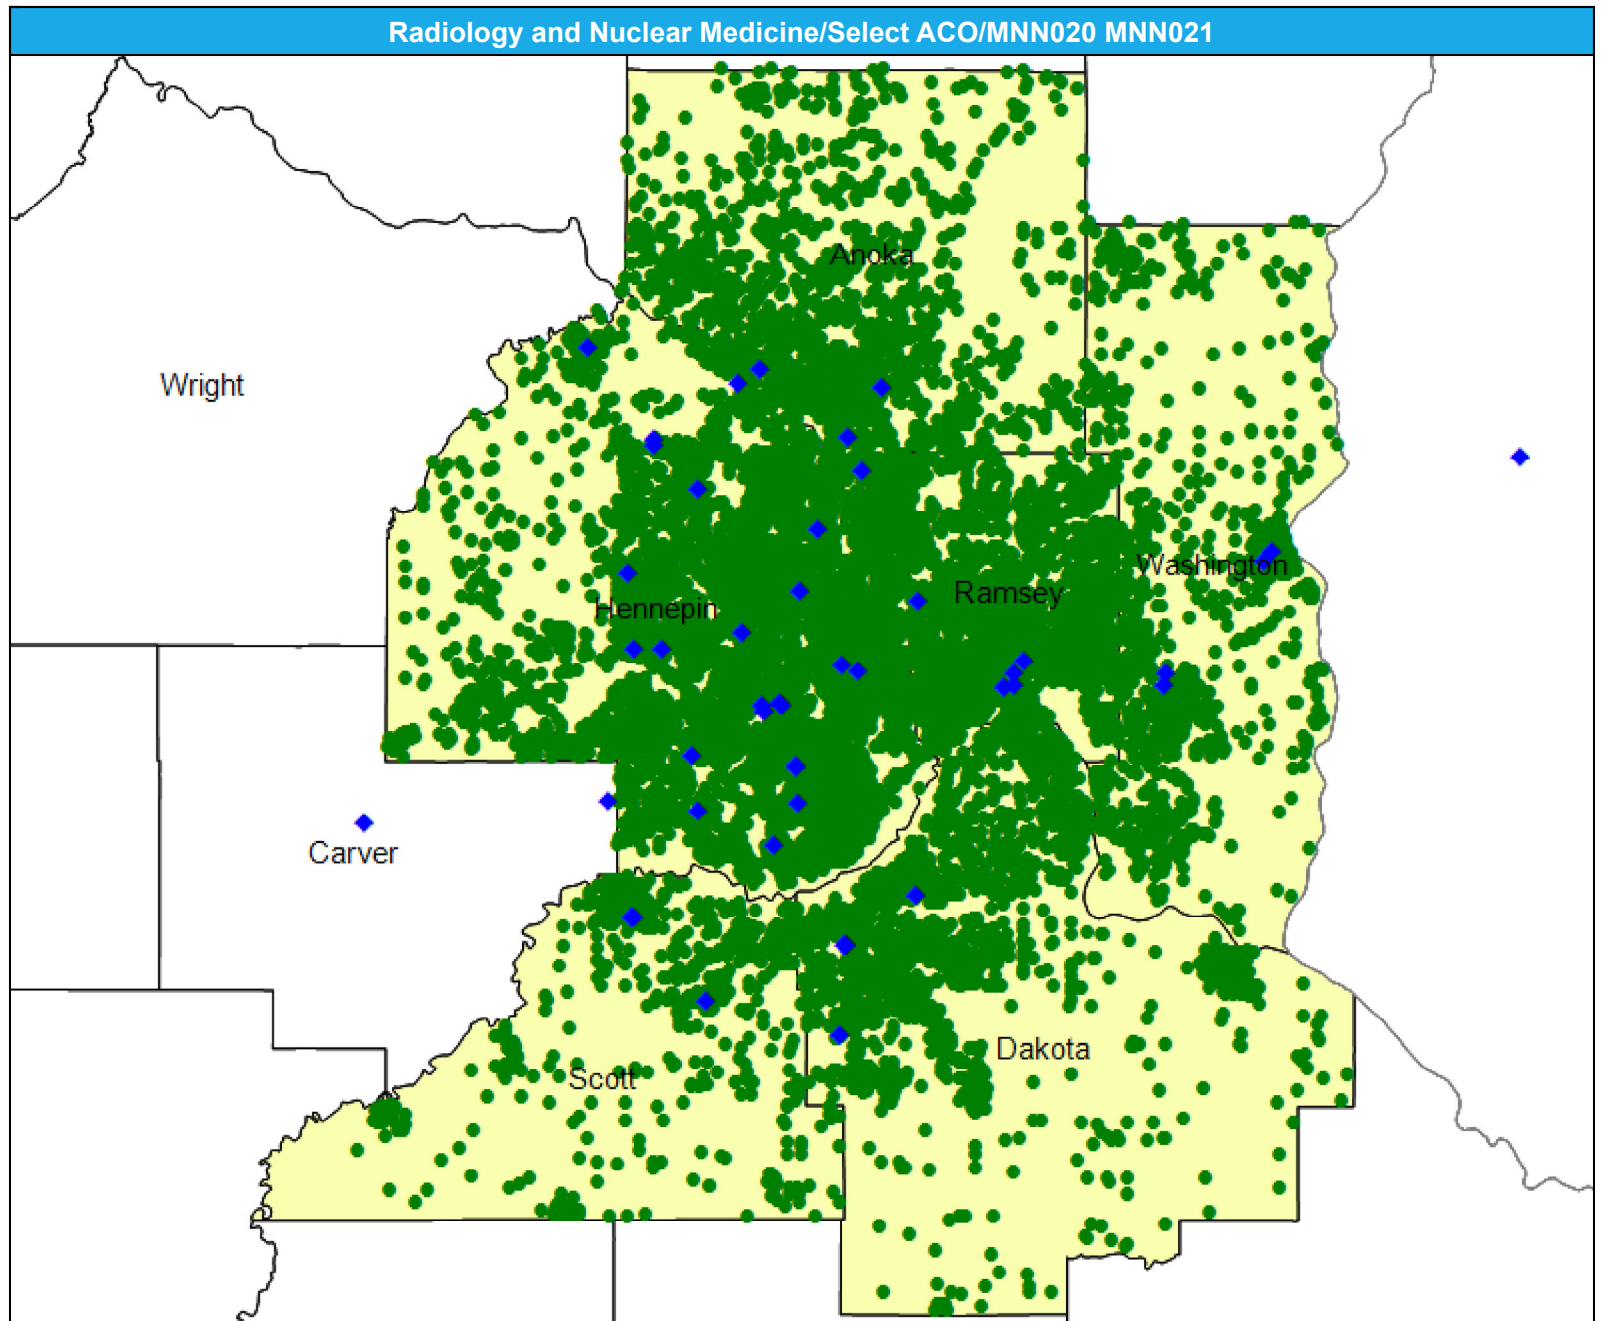 Radiology and Nuclear Medicine/Select ACO/MNN020 MNN021
Anoka
Wright
Washington
Ramsey
Hennepin
Carver
Dakota
Scott